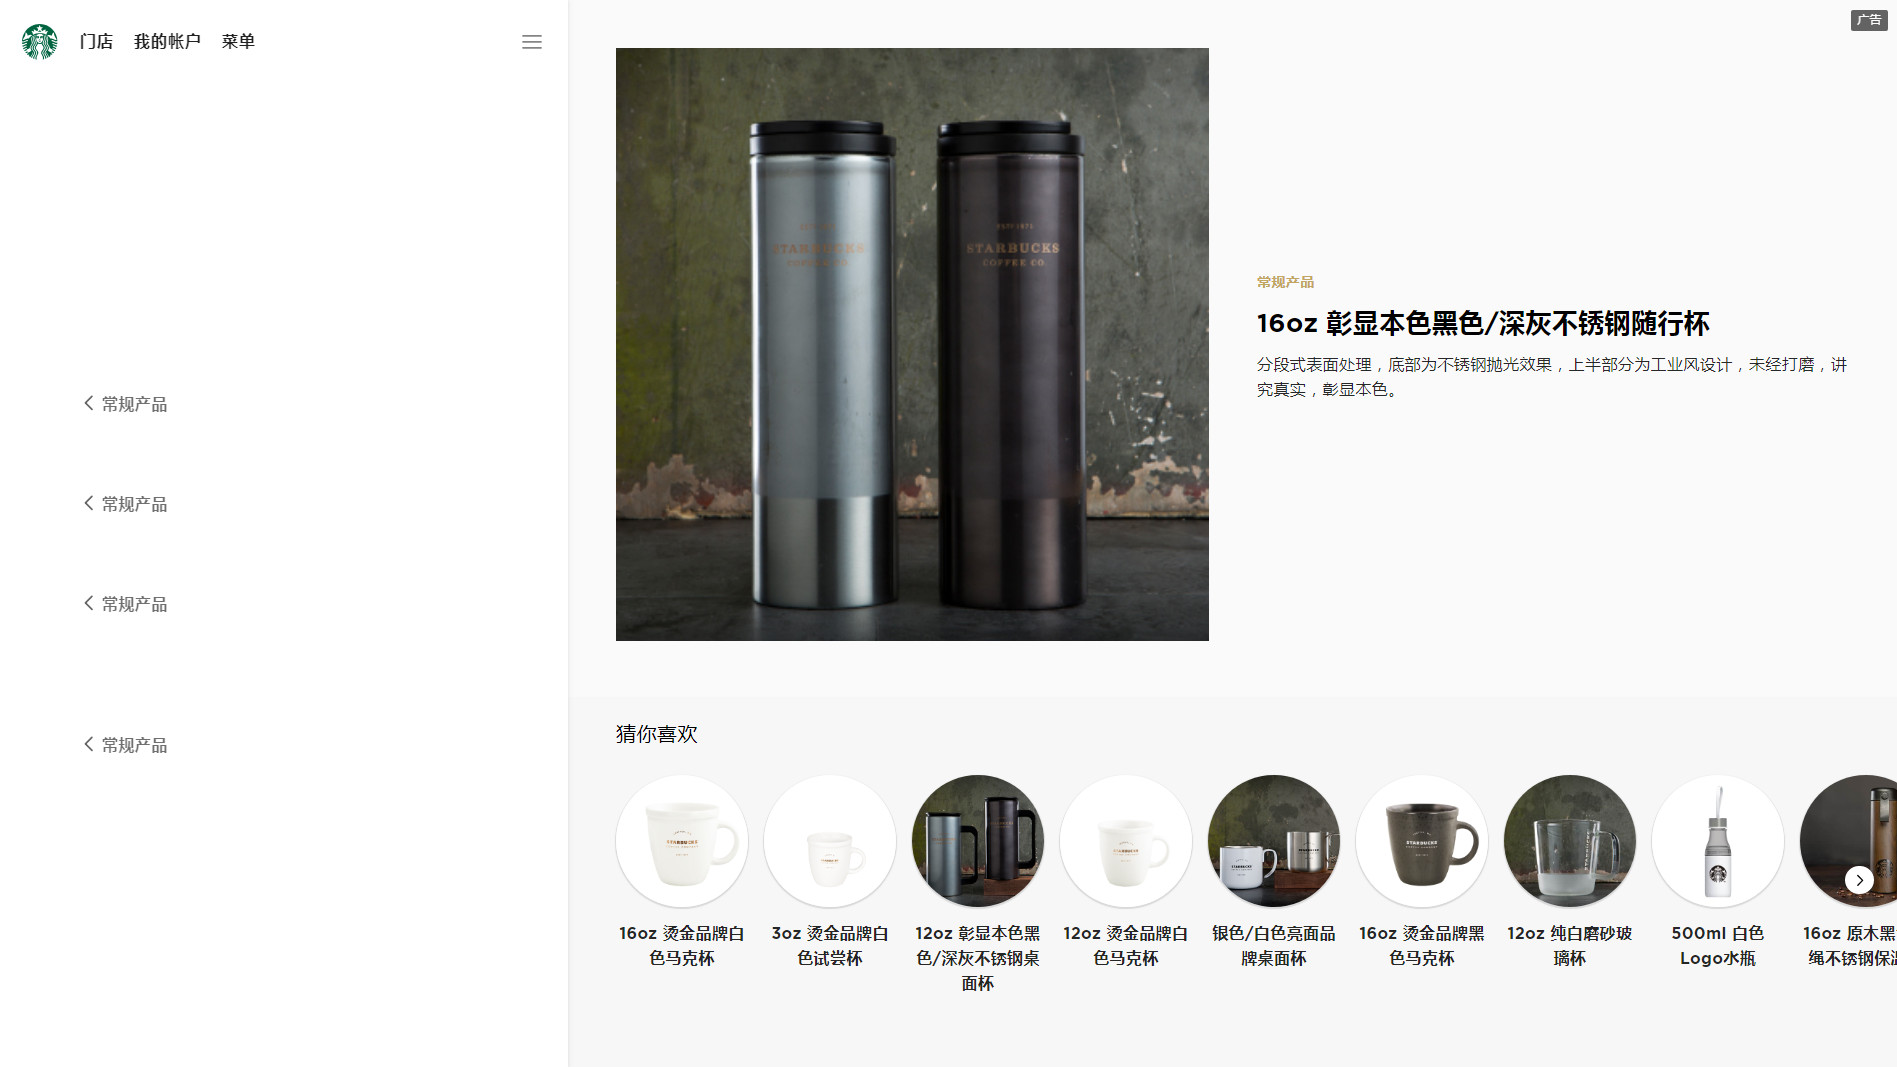 门店 我的帐户 菜单
广告
常规产品
常规产品
常规产品
常规产品
STARBUCKS
COFFEE CO.
STARBUCKS
COFFEE CO.
常规产品
16oz 彰显本色黑色/深灰不锈钢随行杯
分段式表面处理，底部为不锈钢抛光效果，上半部分为工业风设计，未经打磨，讲
究真实，彰显本色。
猜你喜欢
16oz 烫金品牌白
色马克杯
3oz 烫金品牌白
色试尝杯
12oz 彰显本色黑
色/深灰不锈钢桌
面杯
12oz 烫金品牌白
色马克杯
银色/白色亮面品
牌桌面杯
16oz 烫金品牌黑
色马克杯
12oz 纯白磨砂玻
璃杯
500ml 白色
Logo水瓶
16oz 原木黑
绳不锈钢保温